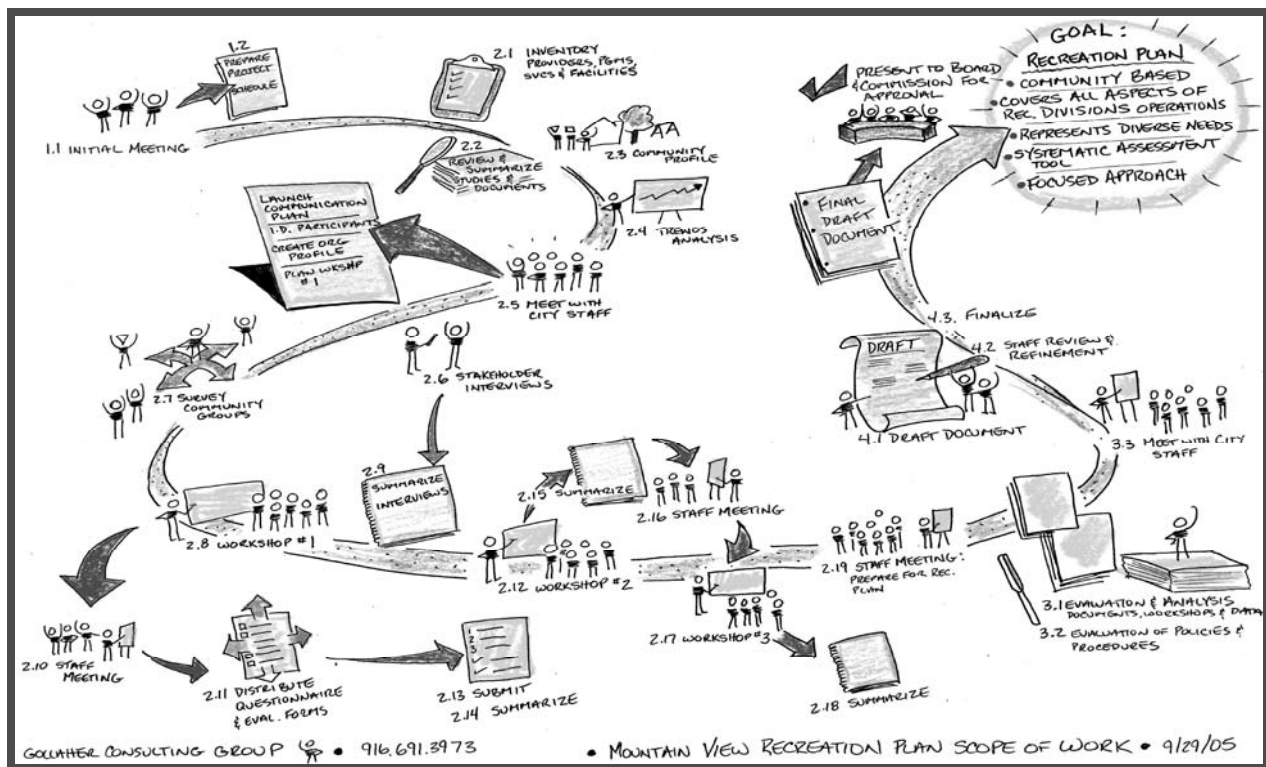 1.1 INITIAL MEETING
1.2
PREPARE
PROJECT
SCHEDULE
2.1 INVENTORY
PROVIDERS, PGMS,
SVCS & FACILITIES
2.2
REVIEW &
SUMMARIZE
STUDIES &
DOCUMENTS
2.3 COMMUNITY
PROFILE
2.4 TRENDS
ANALYSIS
2.5 MEET WITH
CITY STAFF
LAUNCH
COMMUNICATION
PLAN
I.D. PARTICIPANTS
CREATE ORG
PROFILE
PLAN WKSHP
#1
2.6 STAKEHOLDER
INTERVIEWS
2.7 SURVEY
COMMUNITY
GROUPS
2.8 WORKSHOP #1
2.9
SUMMARIZE
INTERVIEWS
2.10 STAFF
MEETING
2.11 DISTRIBUTE
QUESTIONNAIRE
& EVAL. FORMS
2.12 WORKSHOP #2
2.13 SUBMIT
2.14 SUMMARIZE
2.15 SUMMARIZE
2.16 STAFF MEETING
2.17 WORKSHOP #3
2.18 SUMMARIZE
2.19 STAFF MEETING:
PREPARE FOR REC.
PLAN
3.1 EVALUATION & ANALYSIS
DOCUMENTS, WORKSHOPS & DATA
3.2 EVALUATION OF POLICIES &
PROCEDURES
3.3 MEET WITH CITY
STAFF
DRAFT
4.1 DRAFT DOCUMENT
4.2 STAFF REVIEW &
REFINEMENT
4.3. FINALIZE
• FINAL
DRAFT
• DOCUMENT
PRESENT TO BOARD
& COMMISSION FOR
APPROVAL
GOAL:
RECREATION PLAN
• COMMUNITY BASED
• COVERS ALL ASPECTS OF
REC. DIVISIONS OPERATIONS
• REPRESENTS DIVERSE NEEDS
• SYSTEMATIC ASSESSMENT
TOOL
• FOCUSED APPROACH
GOLLAHER CONSULTING GROUP • 916.691.3973
• MOUNTAIN VIEW RECREATION PLAN SCOPE OF WORK • 9/29/05